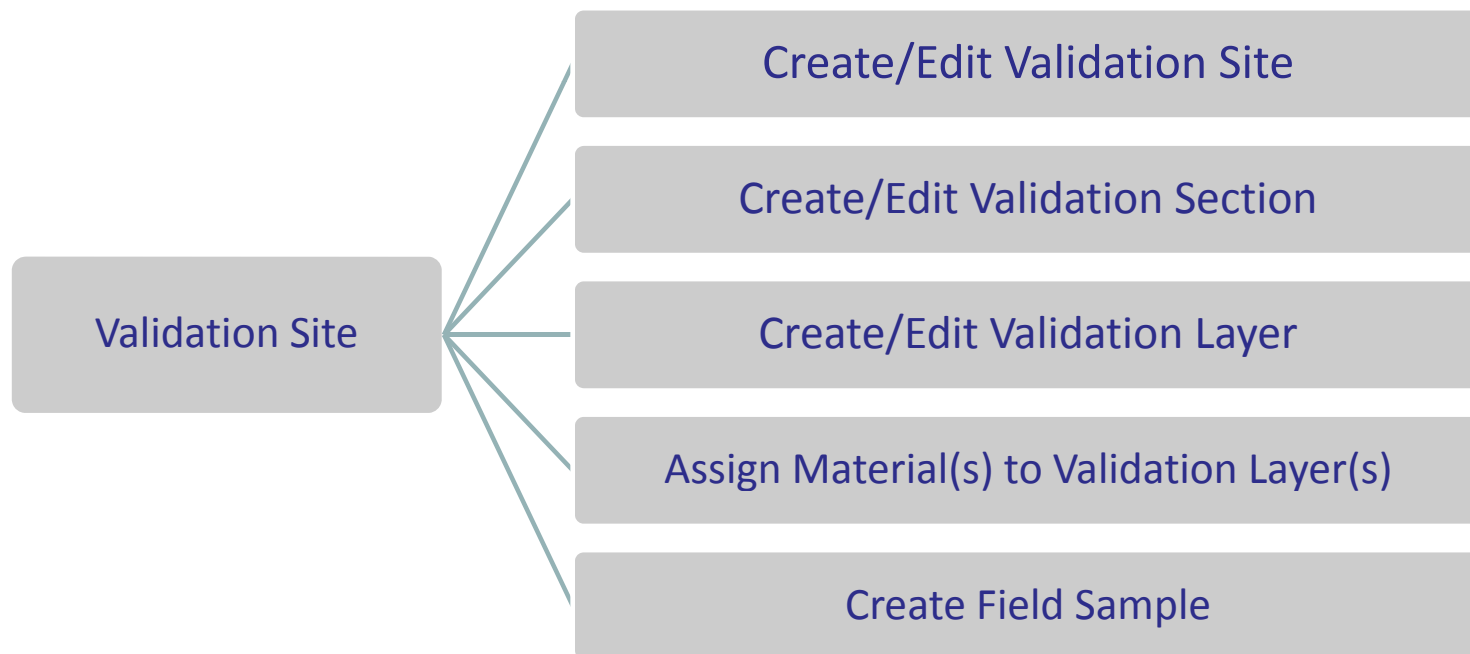 Create/Edit Validation Site
Create/Edit Validation Section
Validation Site
Create/Edit Validation Layer
Assign Material(s) to Validation Layer(s)
Create Field Sample